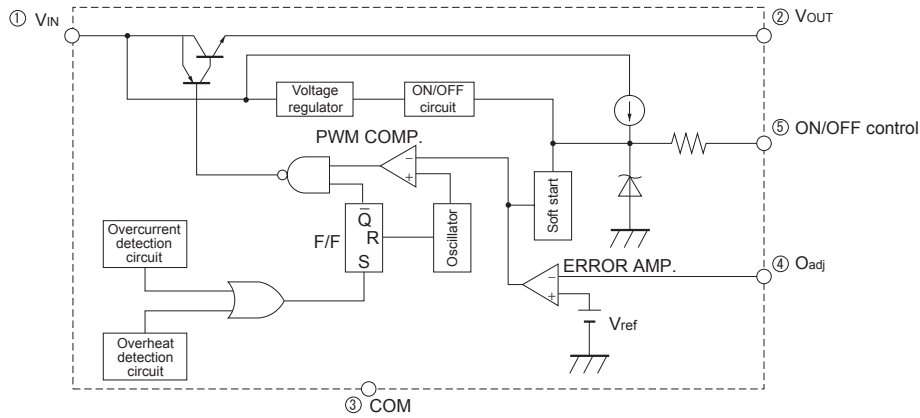 ① VIN
② VOUT
Voltage
regulator
ON/OFF
circuit
⑤ ON/OFF control
PWM COMP.
−
+
Soft start
Q̅
R
S
F/F
Oscillator
Overcurrent
detection
circuit
ERROR AMP.
④ Oadj
−
+
Vref
Overheat
detection
circuit
③ COM